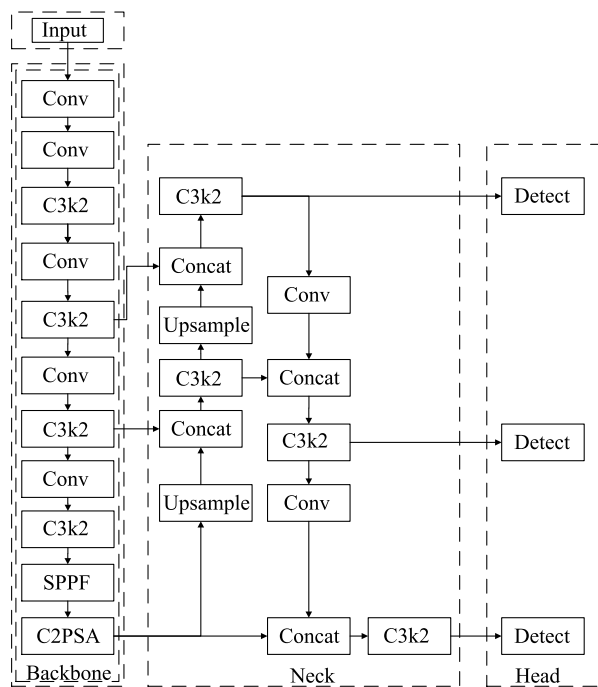 Input
Conv
Conv
C3k2
Conv
C3k2
Conv
C3k2
Conv
C3k2
SPPF
C2PSA
Backbone
C3k2
Concat
Upsample
C3k2
Concat
Upsample
Conv
Concat
C3k2
Conv
Concat
C3k2
Neck
Detect
Detect
Detect
Head